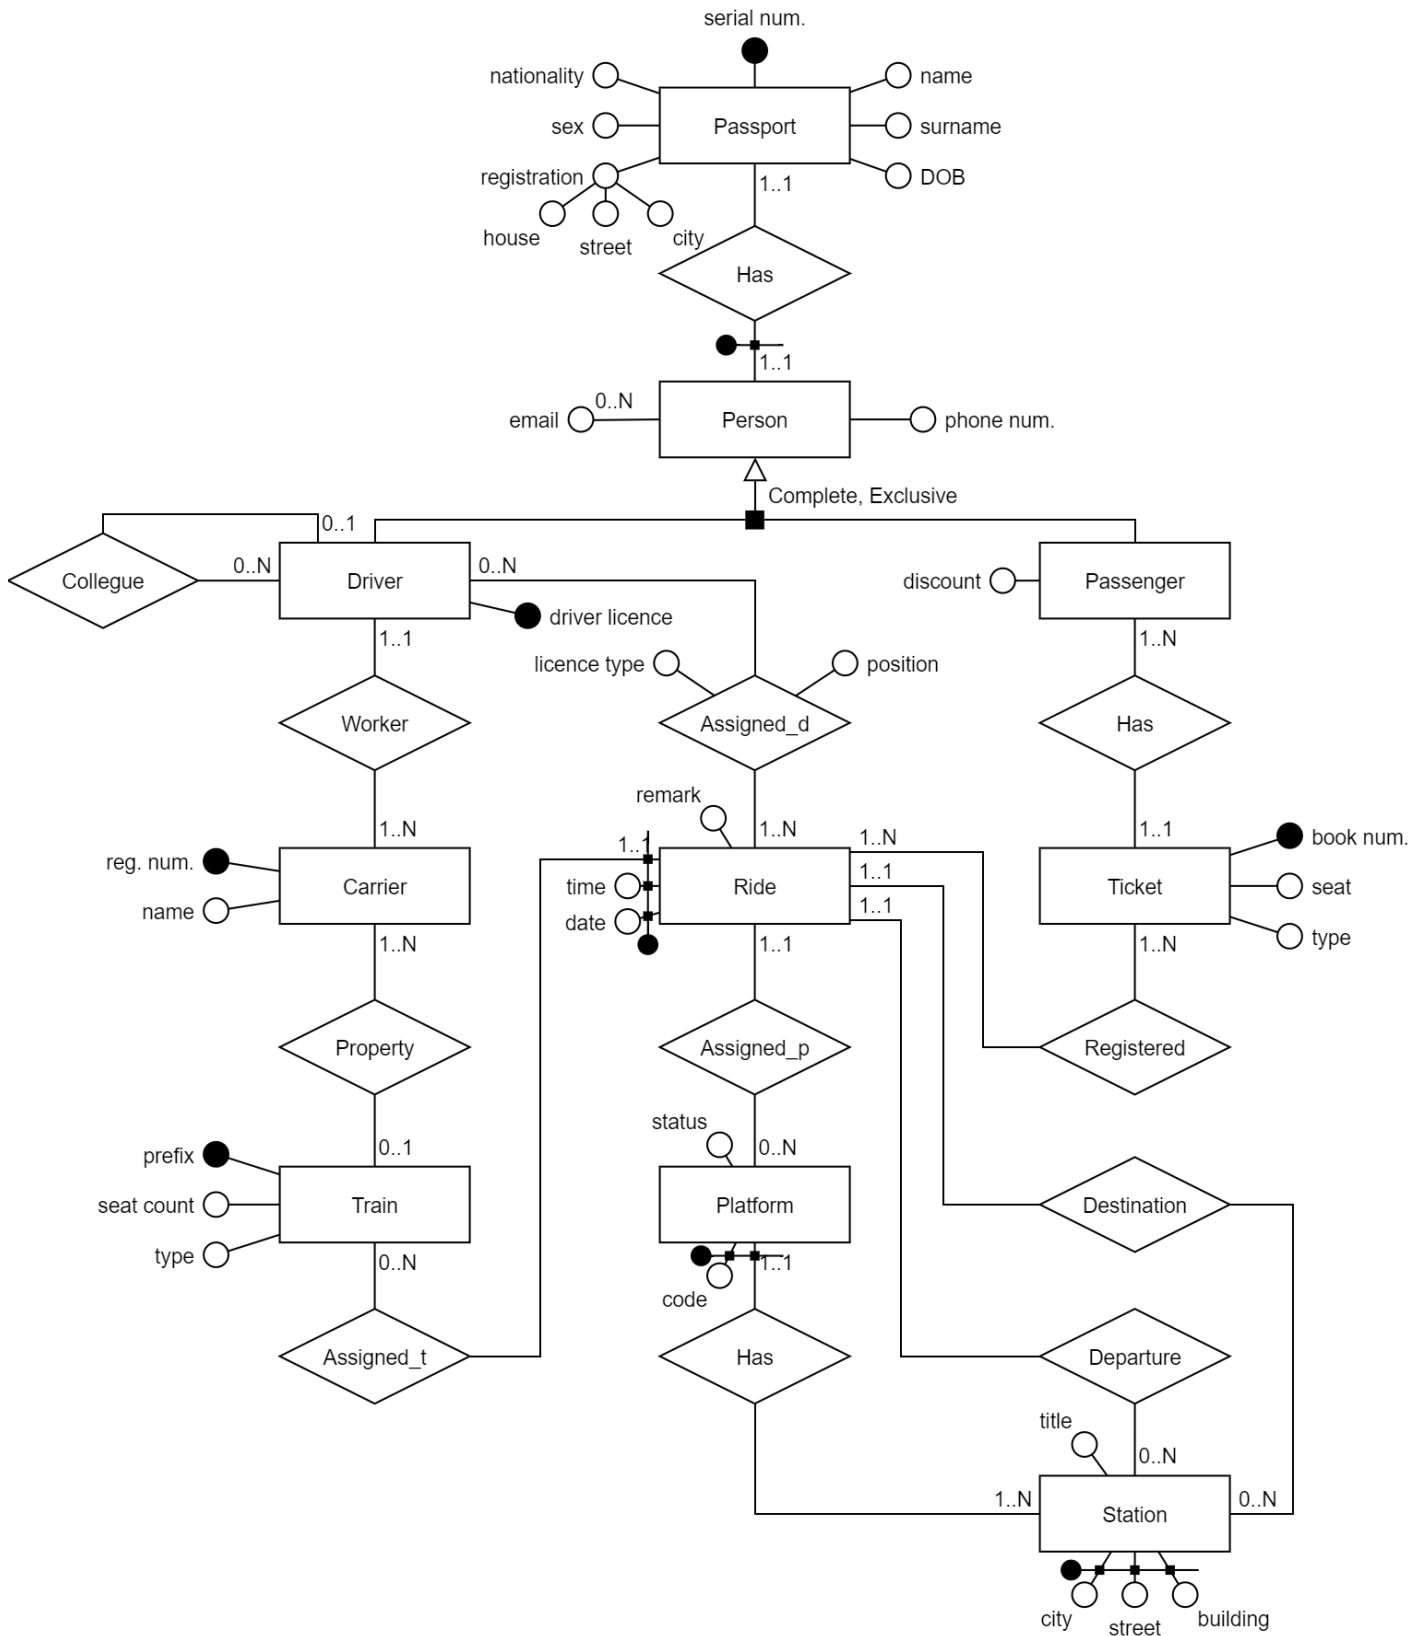 serial num.
nationality
name
sex
Passport
surname
registration
DOB
1..1
house
street
city
Has
1..1
email
0..N
Person
phone num.
Complete, Exclusive
0..1
Collegue
0..N
Driver
0..N
discount
Passenger
driver licence
1..1
1..N
licence type
position
Worker
Assigned_d
Has
remark
1..N
1..N
1..N
1..1
book num.
reg. num.
Carrier
1..1
time
Ride
1..1
Ticket
seat
name
date
1..1
type
1..N
1..1
1..N
Property
Assigned_p
Registered
status
prefix
0..1
0..N
seat count
Train
Platform
Destination
type
0..N
1..1
code
Assigned_t
Has
Departure
title
0..N
1..N
Station
0..N
city
street
building